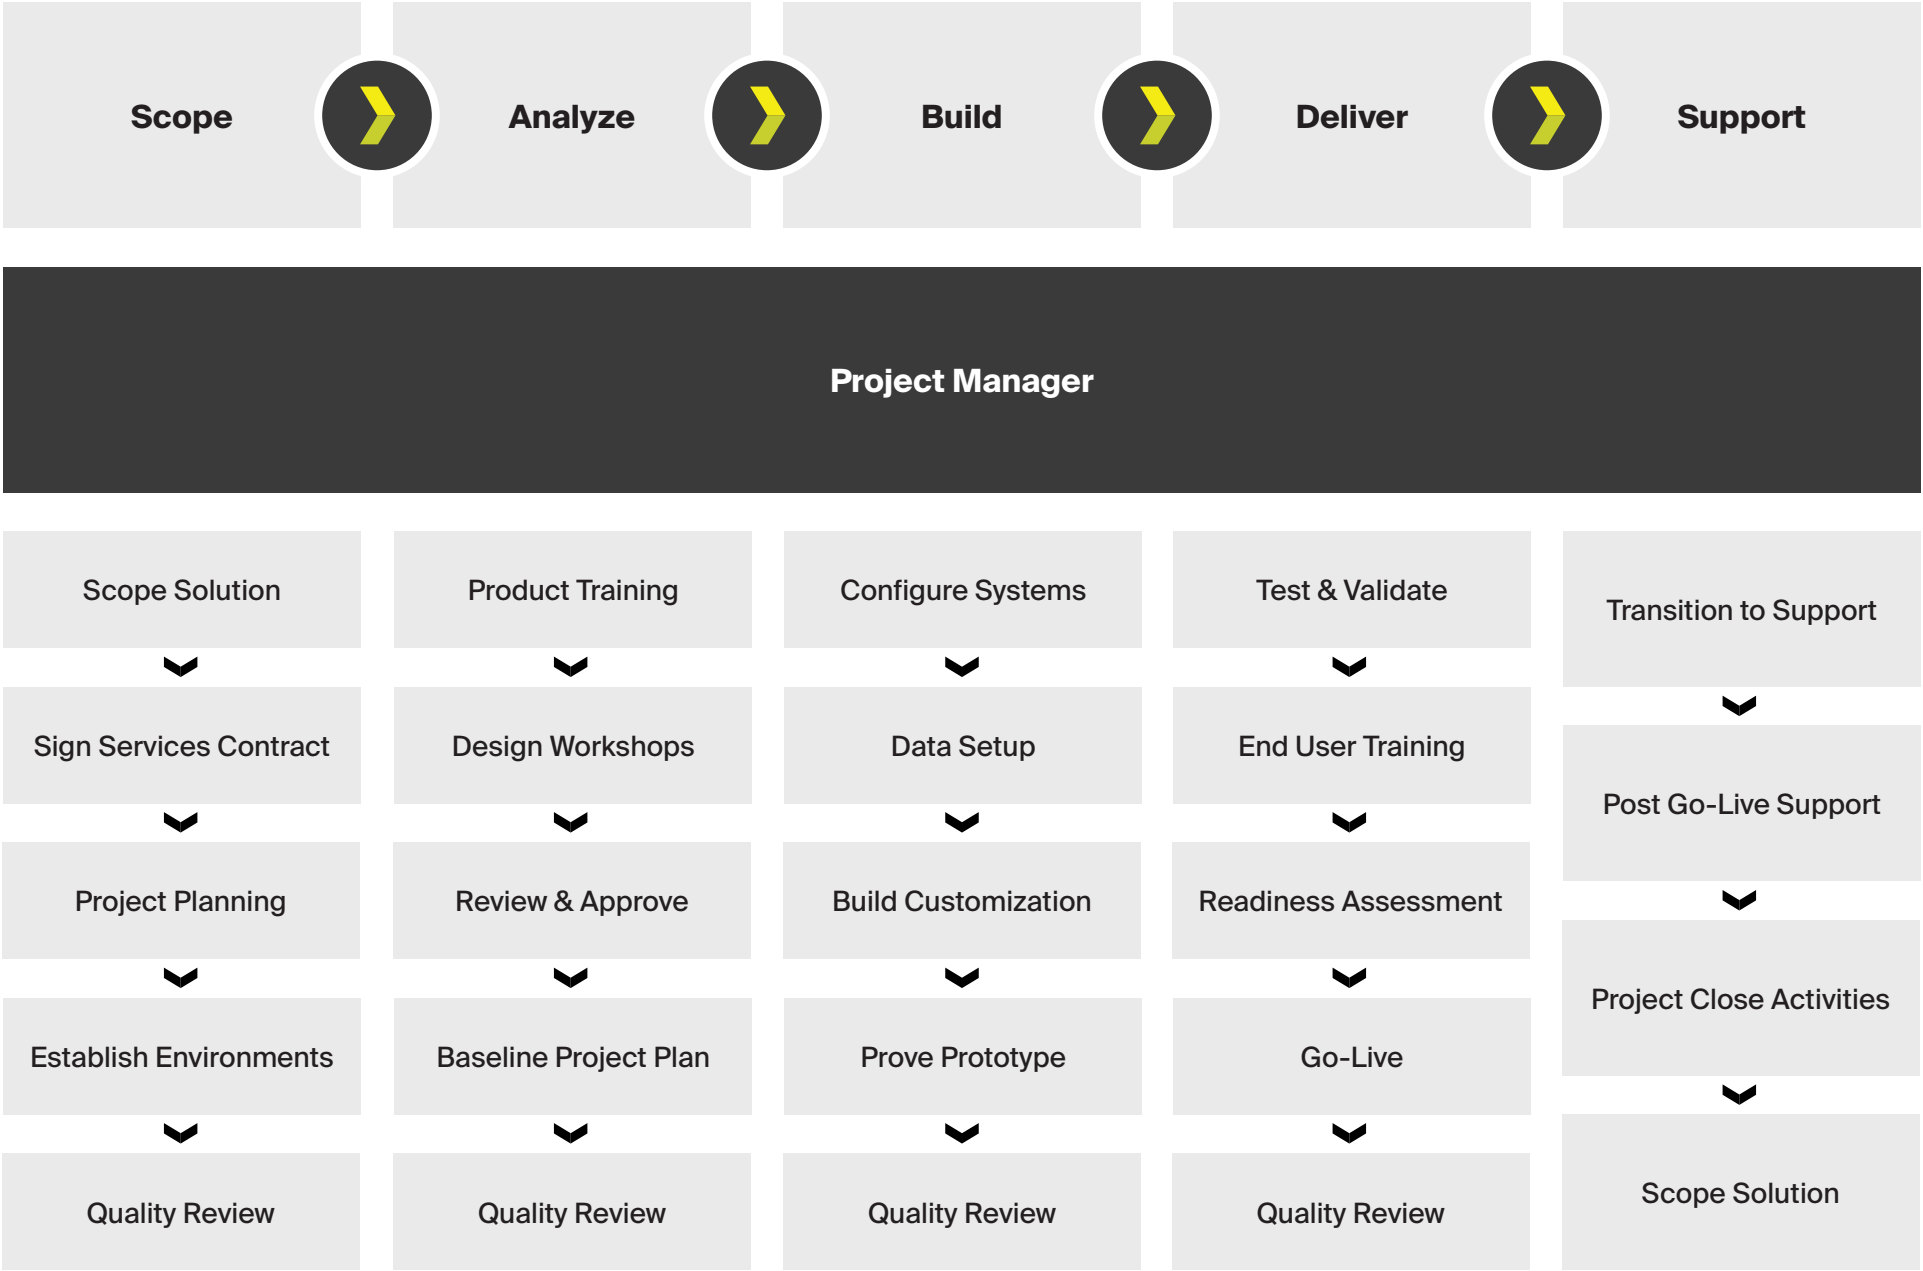 Scope
Analyze
Build
Deliver
Support
Project Manager
Scope Solution
Sign Services Contract
Project Planning
Establish Environments
Quality Review
Product Training
Design Workshops
Review & Approve
Baseline Project Plan
Quality Review
Configure Systems
Data Setup
Build Customization
Prove Prototype
Quality Review
Test & Validate
End User Training
Readiness Assessment
Go-Live
Quality Review
Transition to Support
Post Go-Live Support
Project Close Activities
Scope Solution